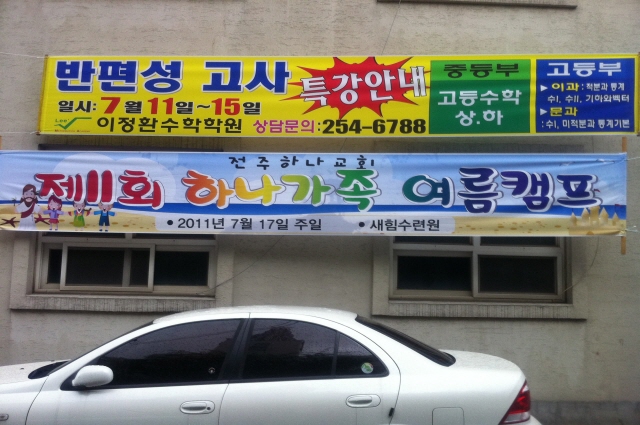 반편성 고사 특강안내
일시: 7월 11일~15일
이정환수학학원 상담문의:254-6788
중등부
고등수학
상.하
고등부
▶이과: 적분과 통계
수I, 수II, 기하와벡터
▶문과
:수I, 미적분과 통계기본
전주하나교회
제11회 하나가족 여름캠프
•2011년 7월 17일 주일 •새힘수련원